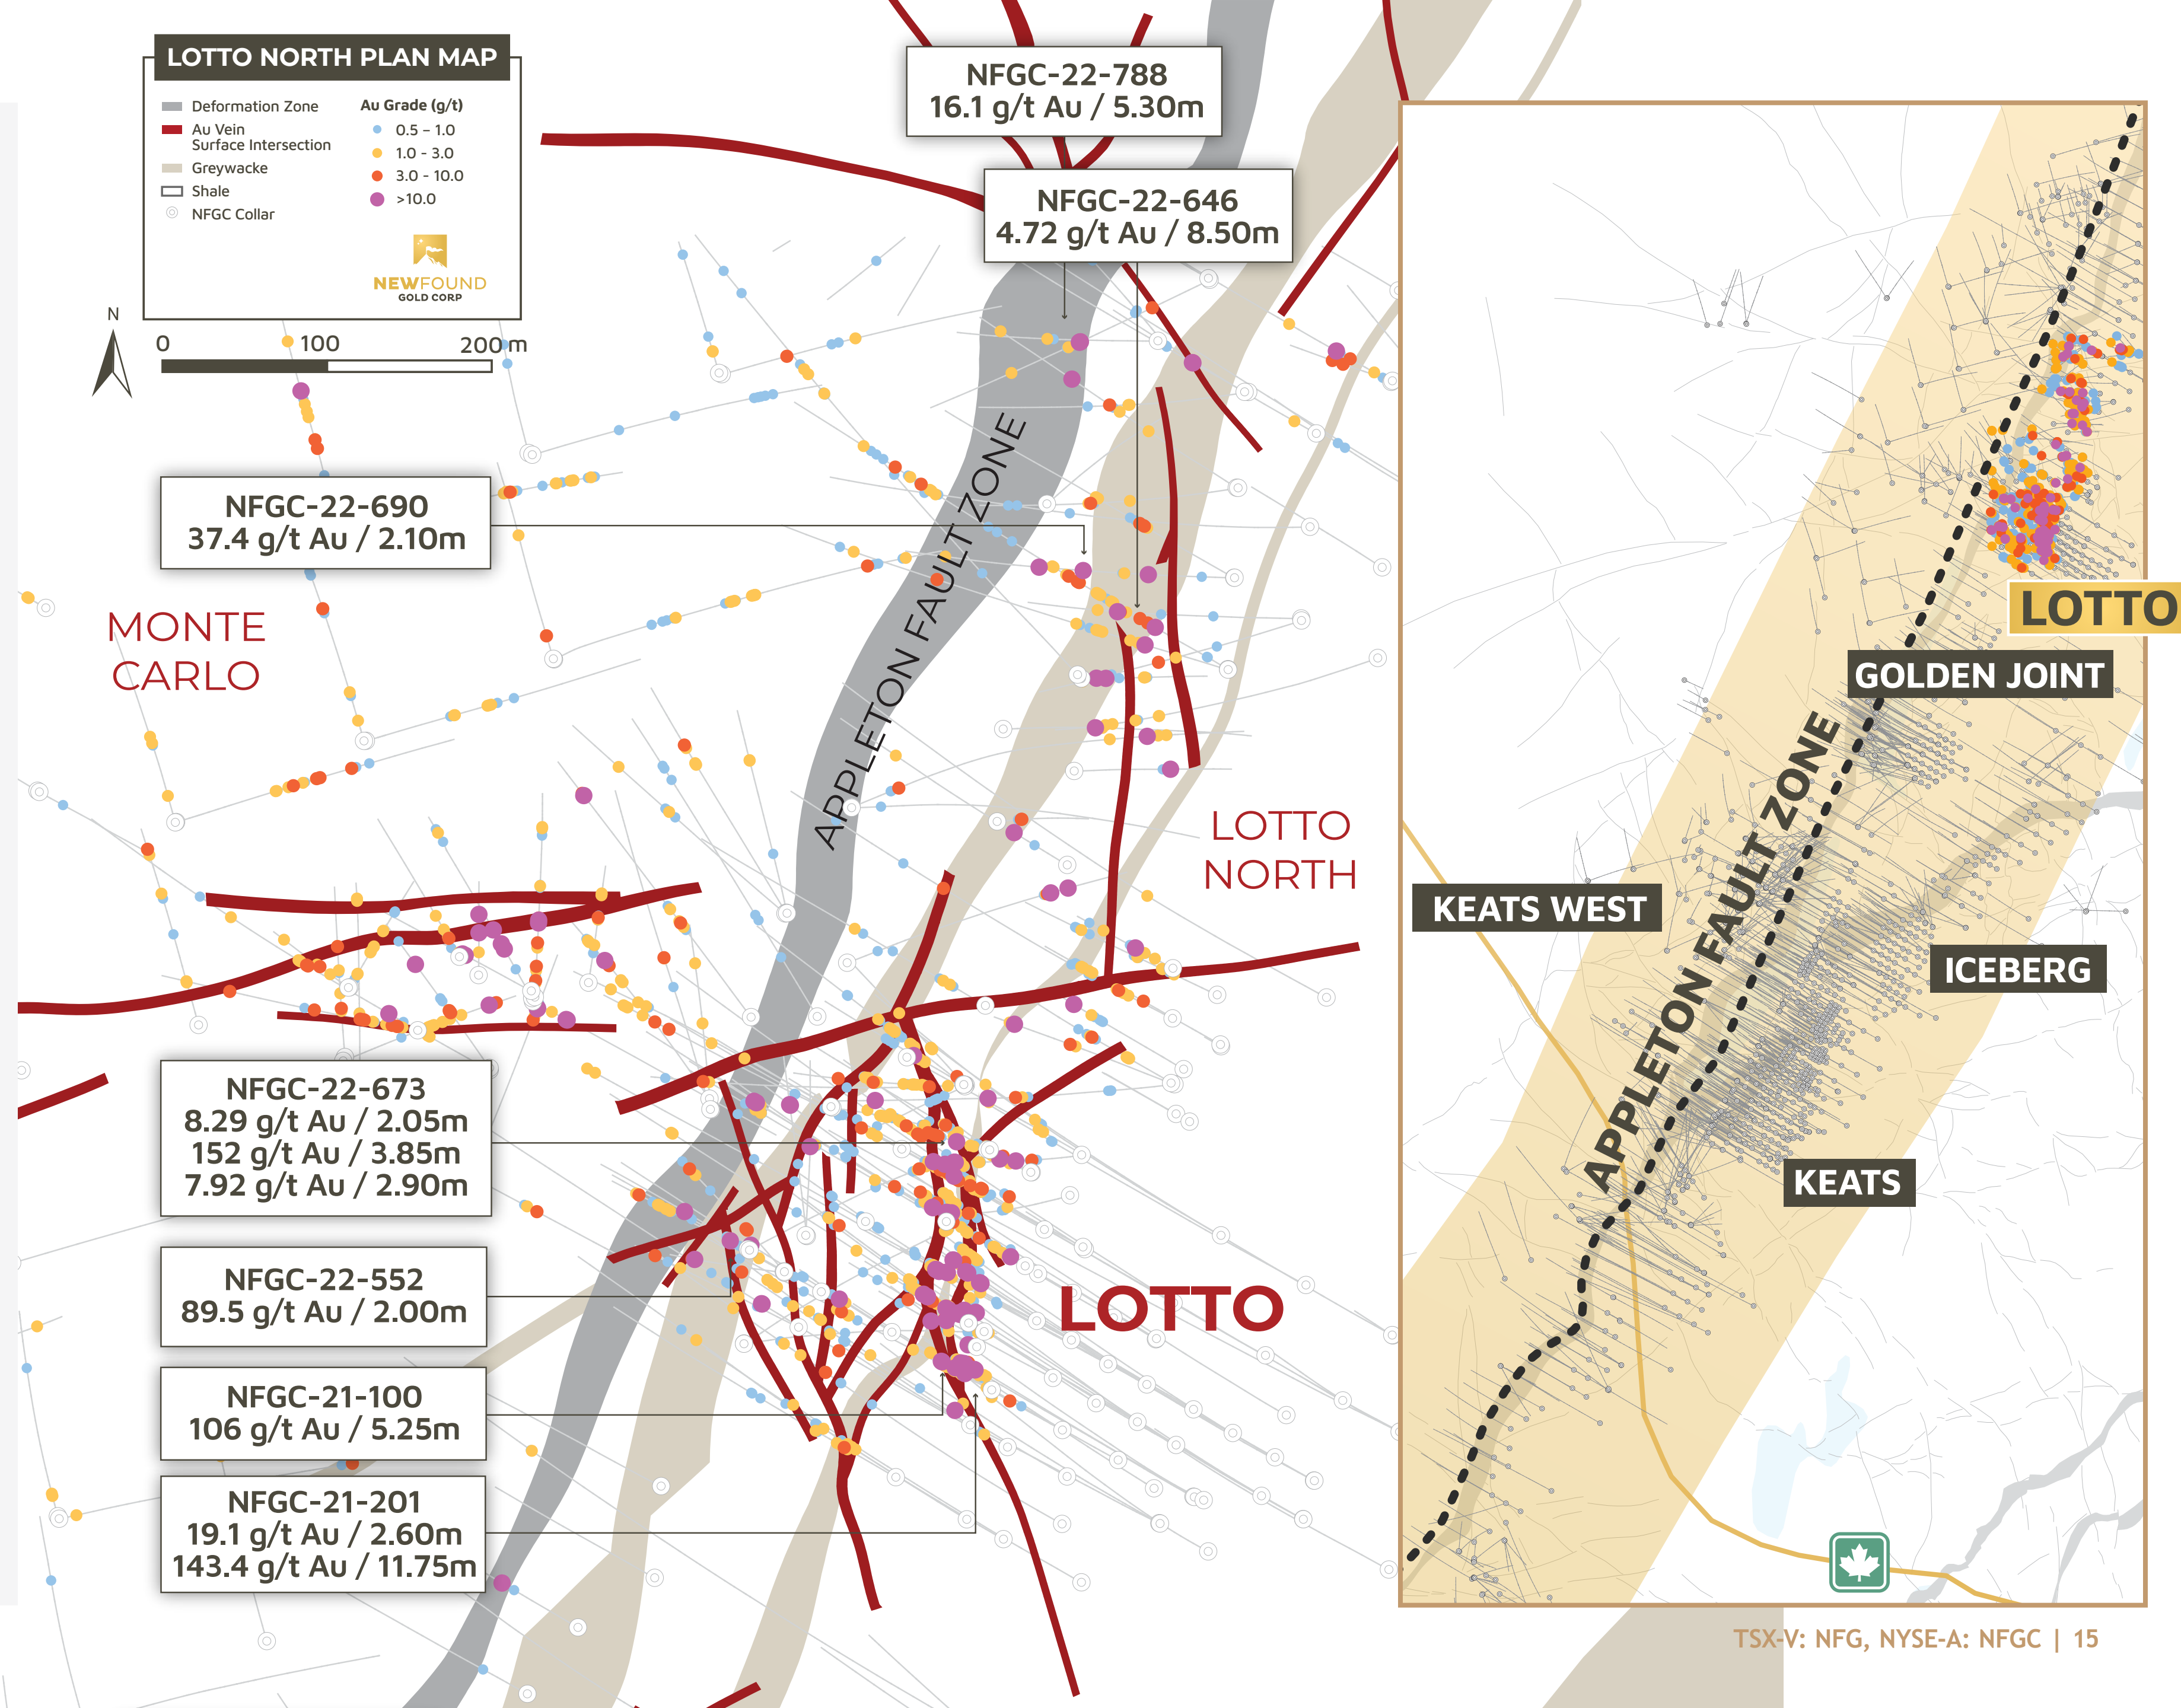 LOTTO NORTH PLAN MAP
Deformation Zone
Au Vein
Surface Intersection
Greywacke
Shale
NFGC Collar
Au Grade (g/t)
0.5 – 1.0
1.0 - 3.0
3.0 - 10.0
>10.0
NEWFOUND
GOLD CORP
N
0 100 200m
NFGC-22-788
16.1 g/t Au / 5.30m
NFGC-22-646
4.72 g/t Au / 8.50m
NFGC-22-690
37.4 g/t Au / 2.10m
MONTE
CARLO
APPLETON FAULT ZONE
LOTTO
NORTH
NFGC-22-673
8.29 g/t Au / 2.05m
152 g/t Au / 3.85m
7.92 g/t Au / 2.90m
NFGC-22-552
89.5 g/t Au / 2.00m
LOTTO
NFGC-21-100
106 g/t Au / 5.25m
NFGC-21-201
19.1 g/t Au / 2.60m
143.4 g/t Au / 11.75m
LOTTO
GOLDEN JOINT
APPLETON FAULT ZONE
KEATS WEST
ICEBERG
KEATS
TSX-V: NFG, NYSE-A: NFGC | 15